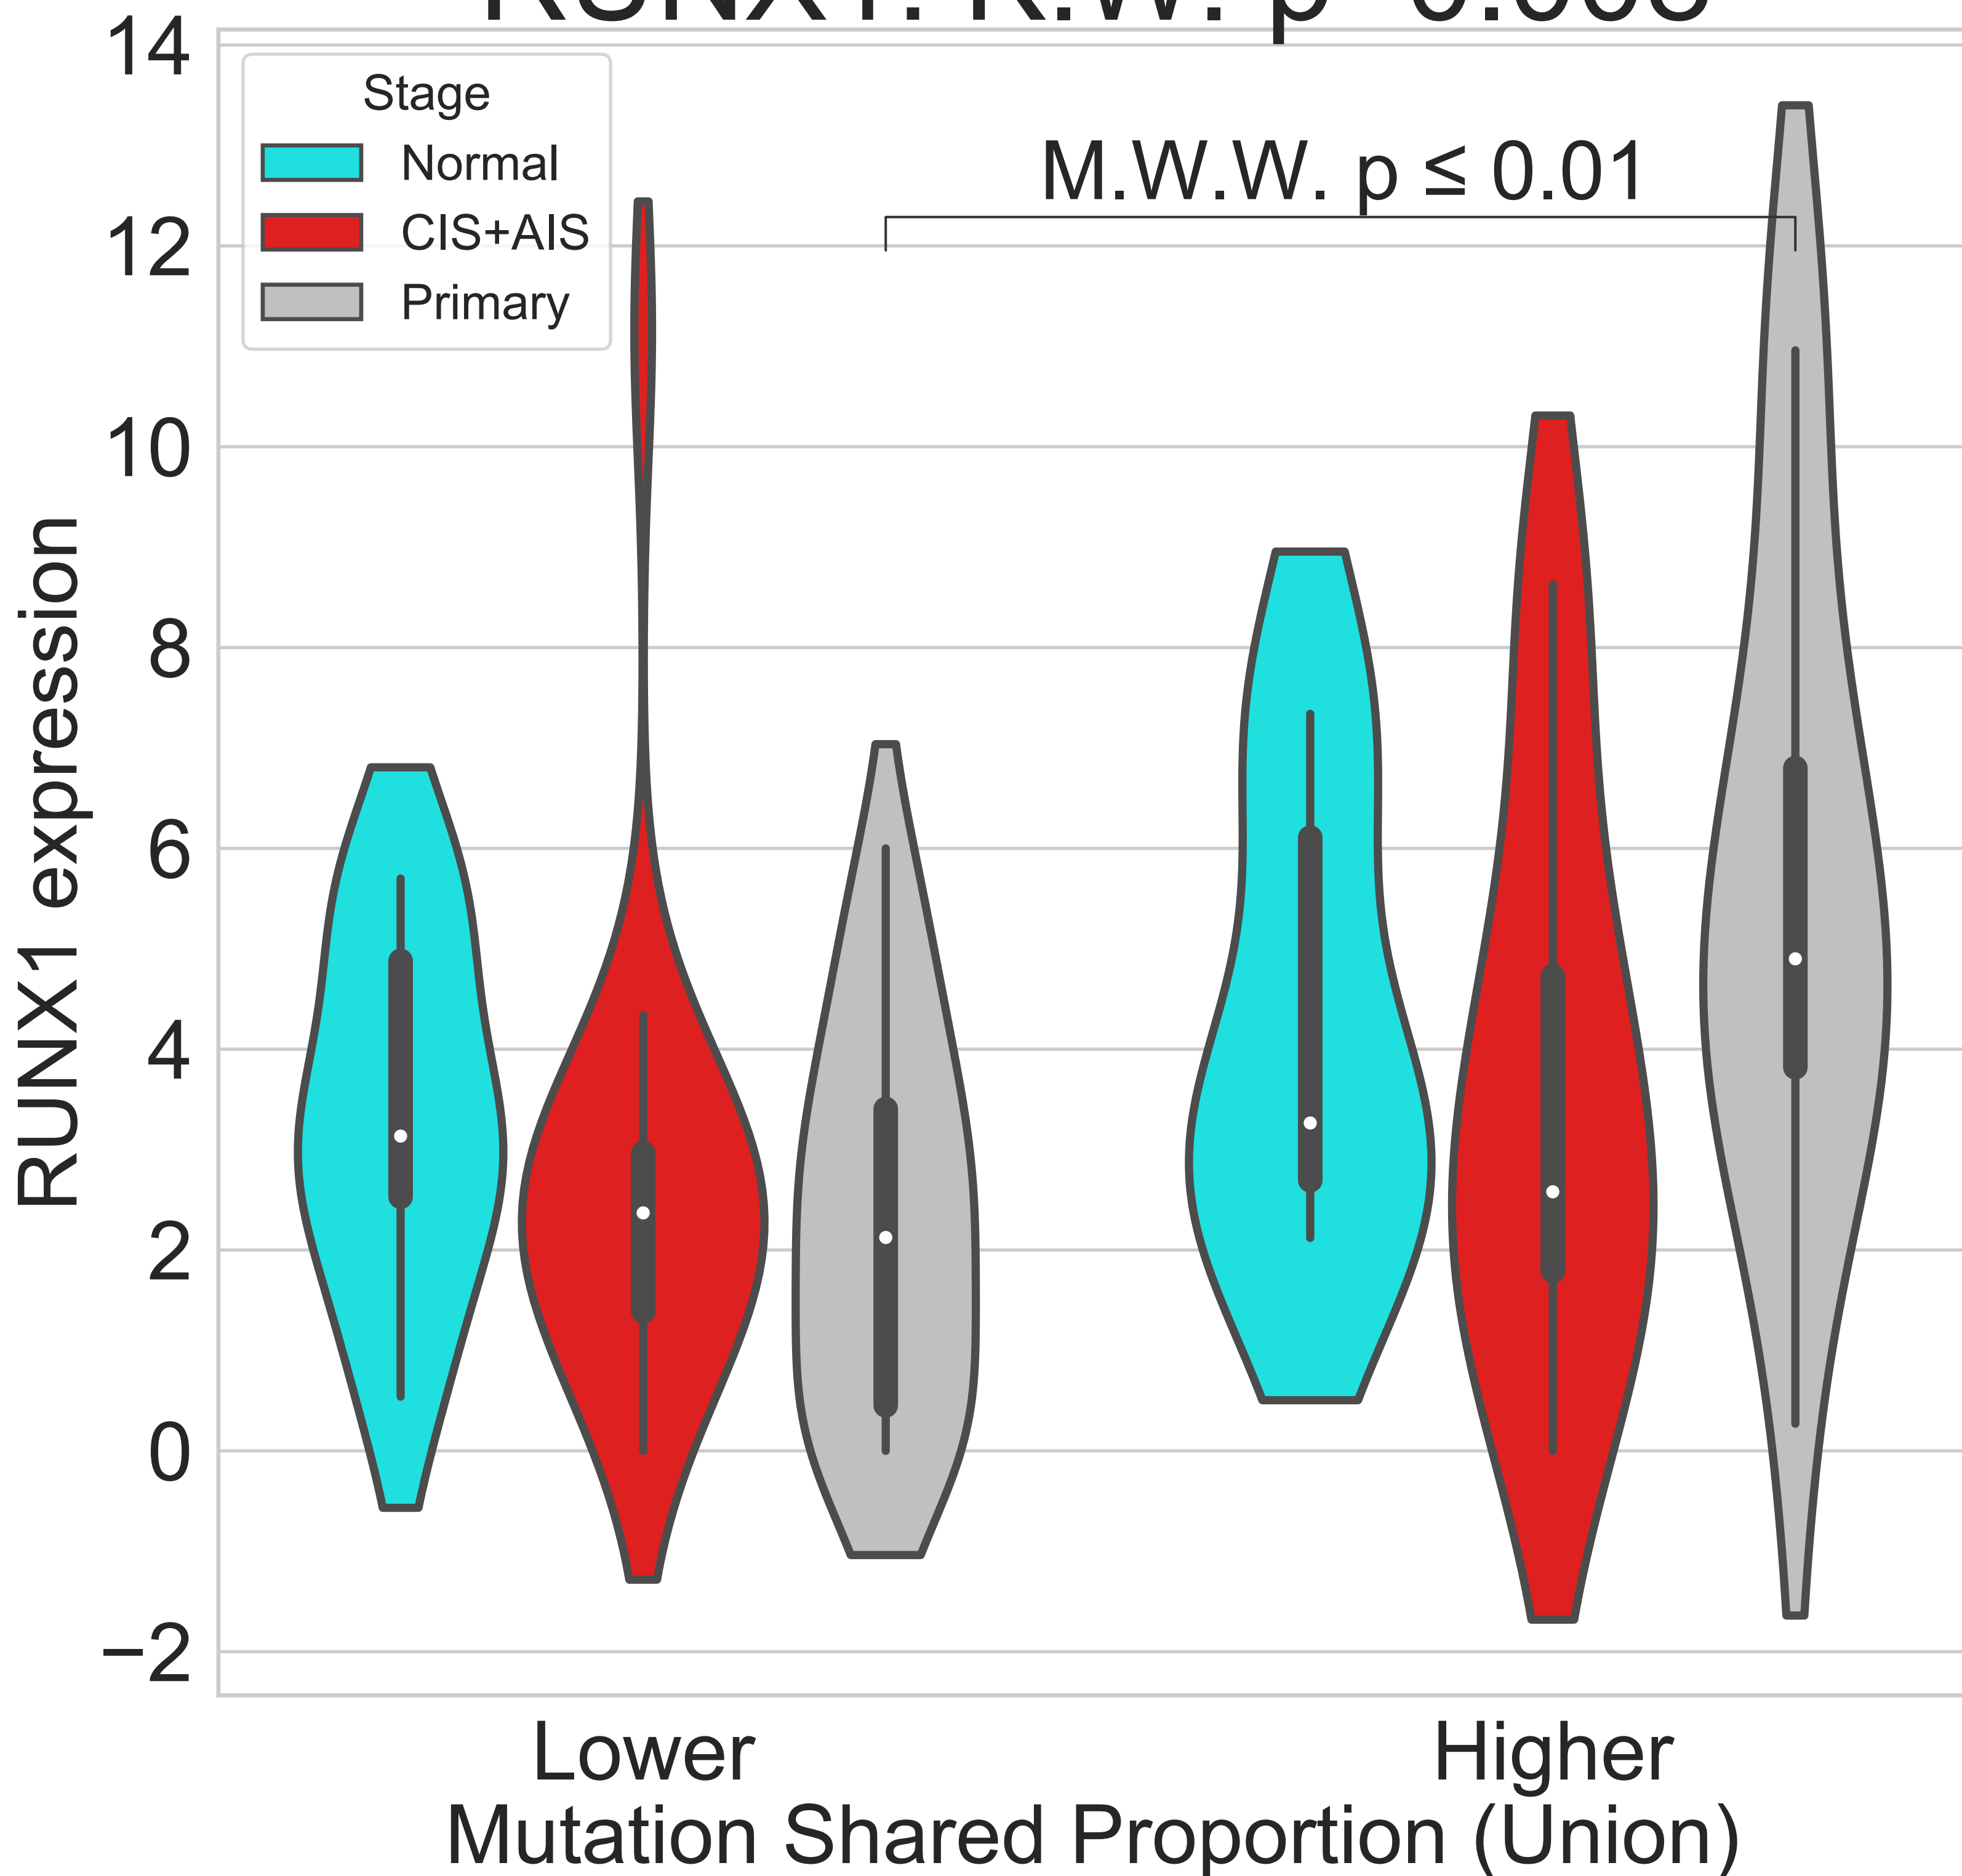 14
Stage
Normal
CIS+AIS
Primary
M.W.W. p ≤ 0.01
12
10
8
6
4
2
0
−2
RUNX1 expression
Lower
Higher
Mutation Shared Proportion (Union)